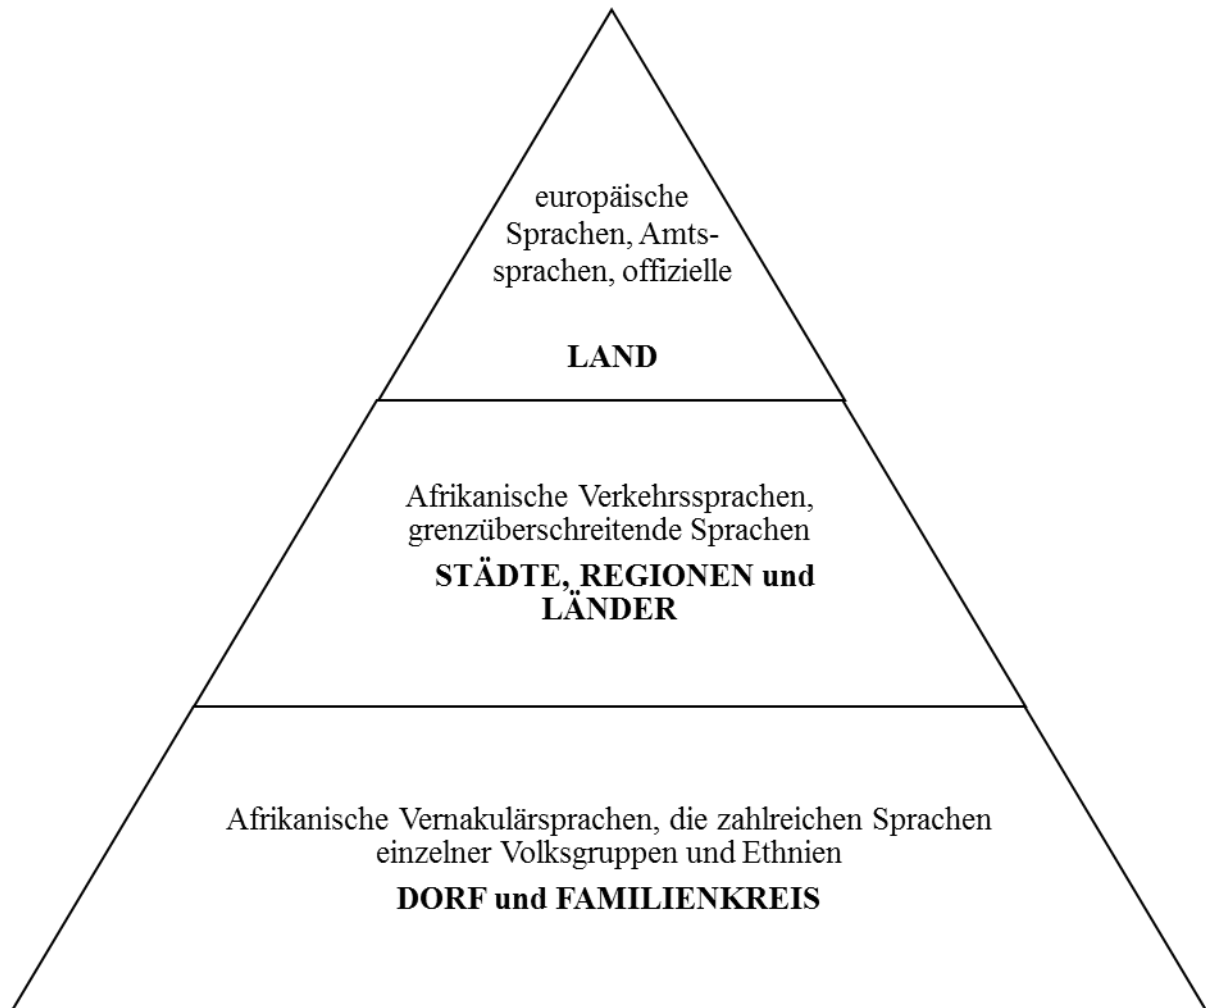 europäische
Sprachen, Amts-
sprachen, offizielle
LAND
Afrikanische Verkehrssprachen,
grenzüberschreitende Sprachen
STÄDTE, REGIONEN und
LÄNDER
Afrikanische Vernakulärsprachen, die zahlreichen Sprachen
einzelner Volksgruppen und Ethnien
DORF und FAMILIENKREIS